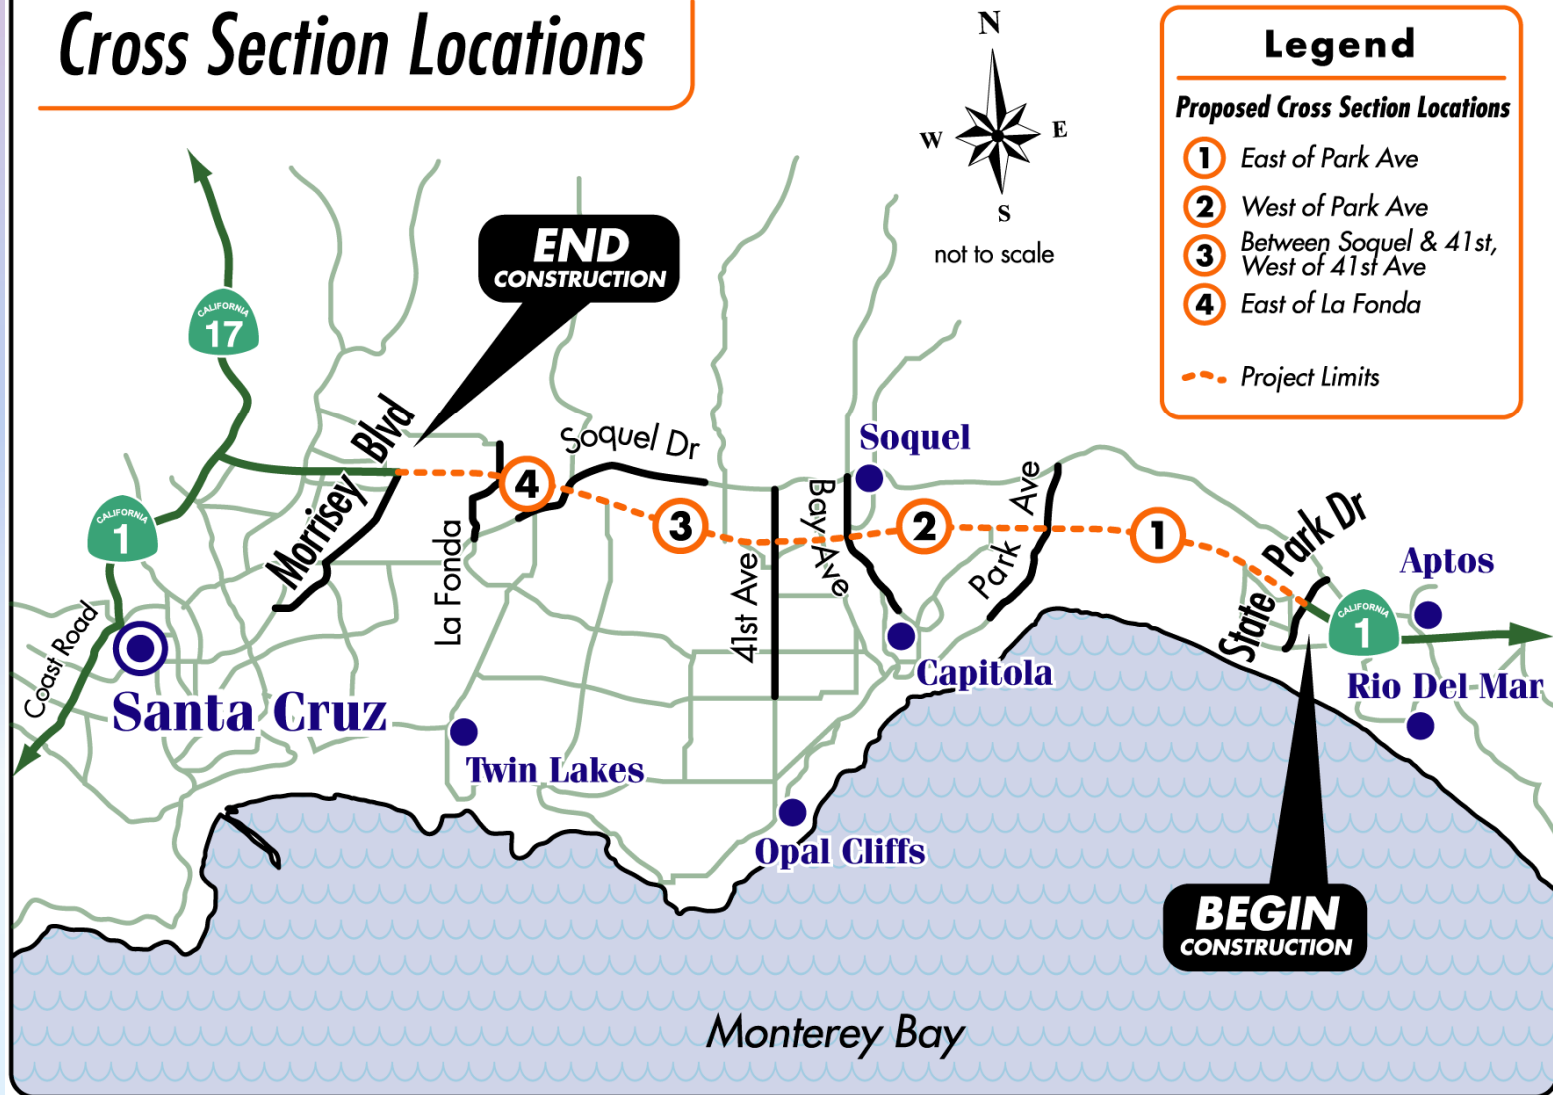 Cross Section Locations
N
W
E
S
not to scale
Legend
Proposed Cross Section Locations
1 East of Park Ave
2 West of Park Ave
3 Between Soquel & 41st,
West of 41st Ave
4 East of La Fonda
Project Limits
END
CONSTRUCTION
CALIFORNIA
17
Morrisey Blvd
Soquel Dr
Soquel
4
3
2
1
La Fonda
41st Ave
Bay Ave
Park Ave
State Park Dr
CALIFORNIA
1
CALIFORNIA
1
Aptos
Coast Road
Santa Cruz
Capitola
Rio Del Mar
Twin Lakes
Opal Cliffs
BEGIN
CONSTRUCTION
Monterey Bay